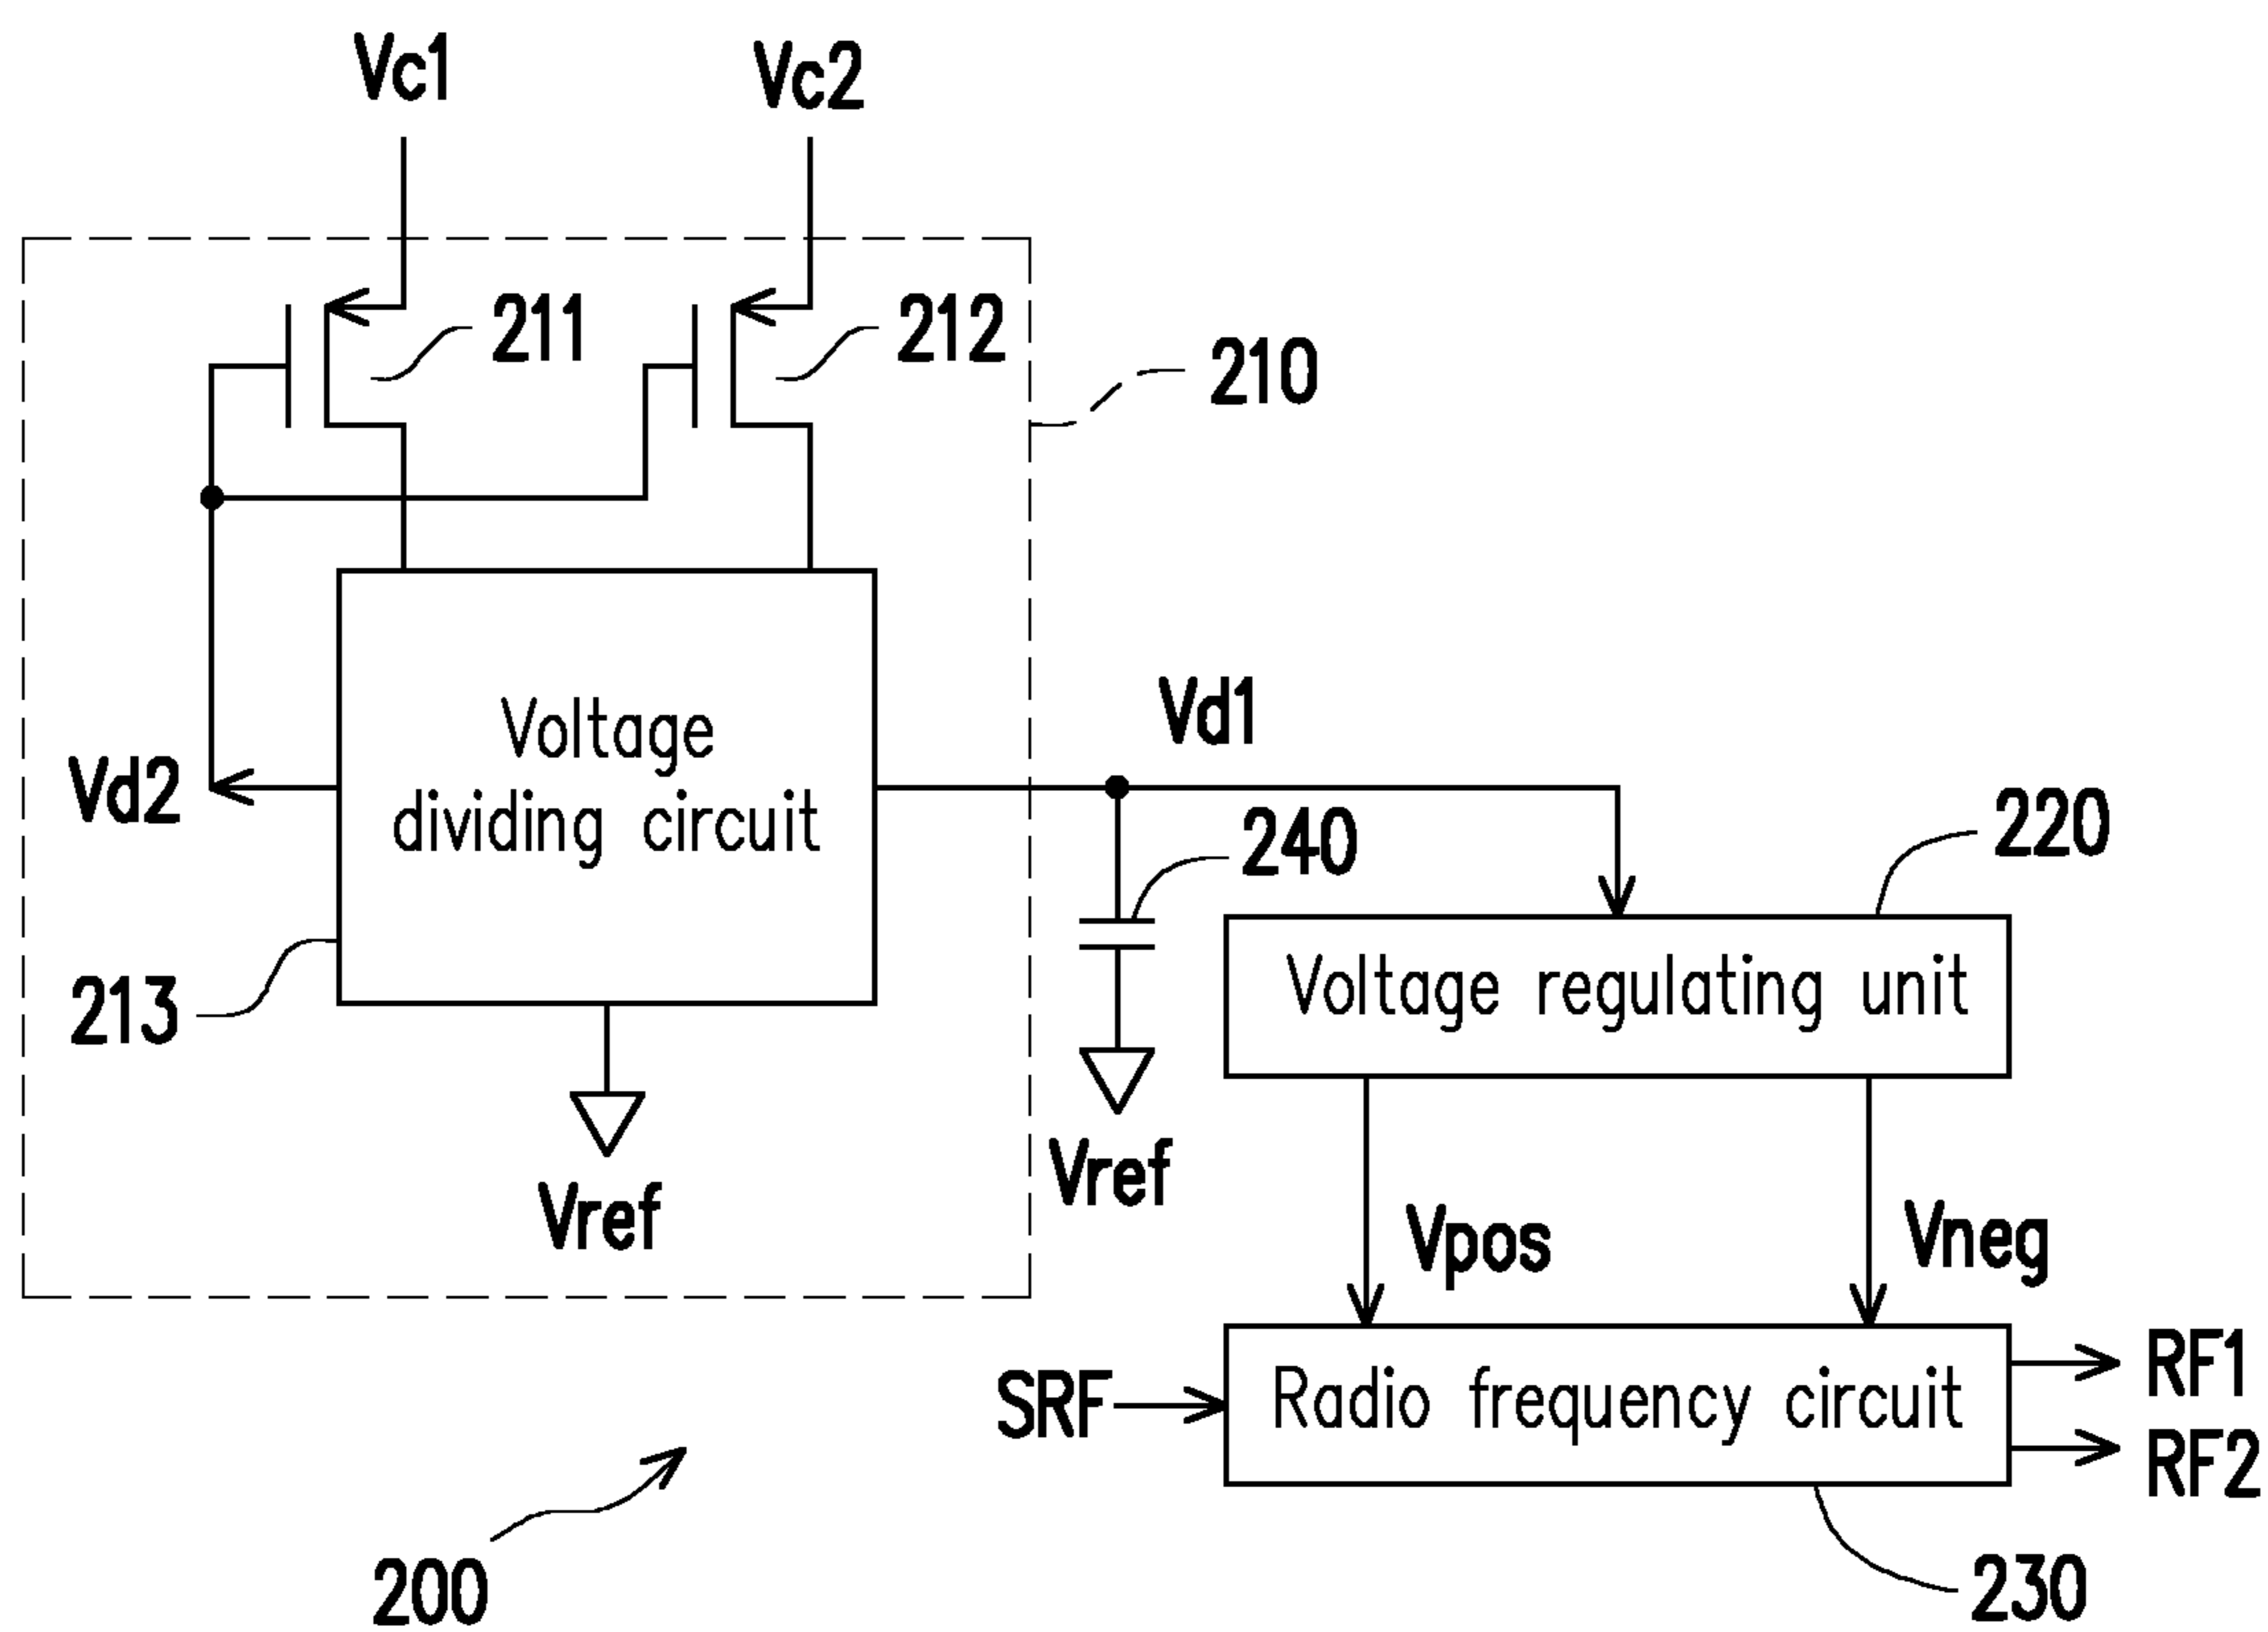 Vc1
Vc2
211
212
210
Voltage
dividing circuit
Vd1
Vd2
240
220
213
Voltage regulating unit
Vref
Vref
Vpos
Vneg
SRF
Radio frequency circuit
RF1
RF2
200
230